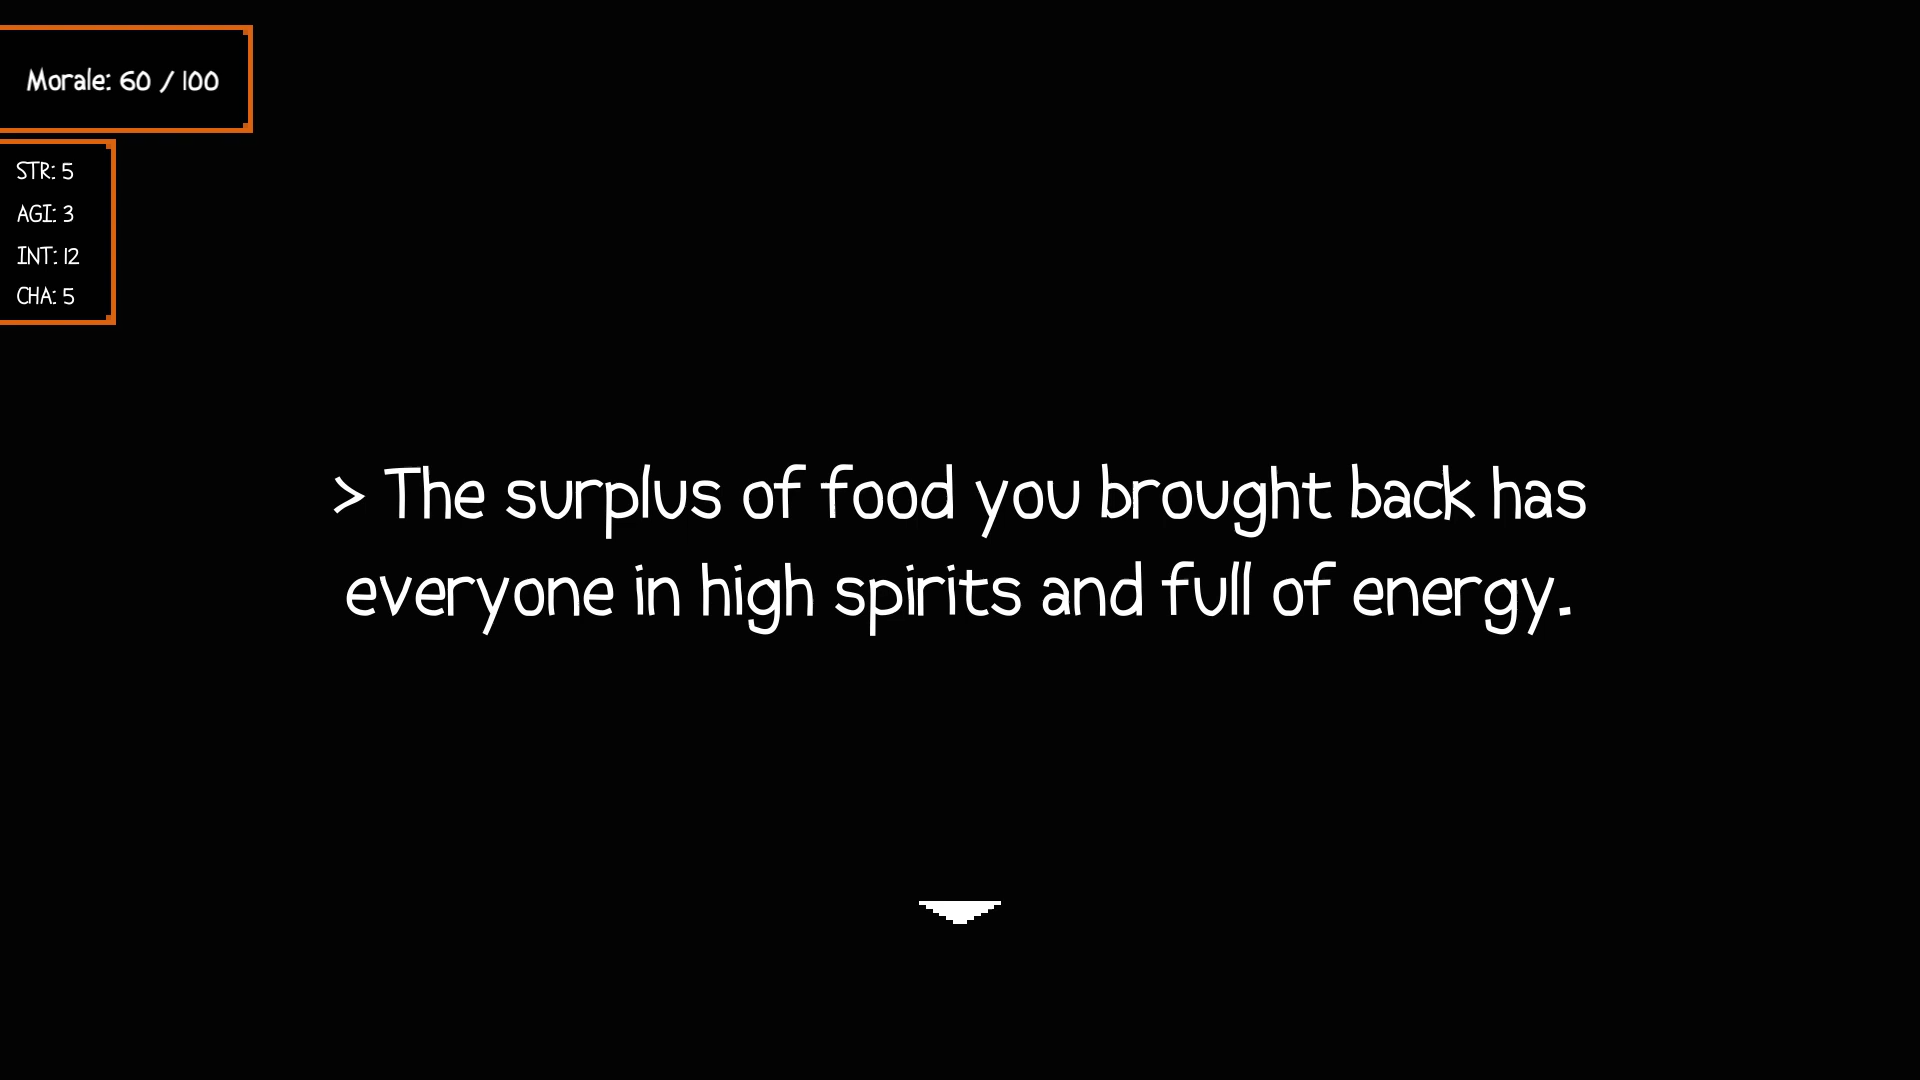 Morale: 60 / 100
STR: 5
AGI: 3
INT: 12
CHA: 5
> The surplus of food you brought back has
everyone in high spirits and full of energy.